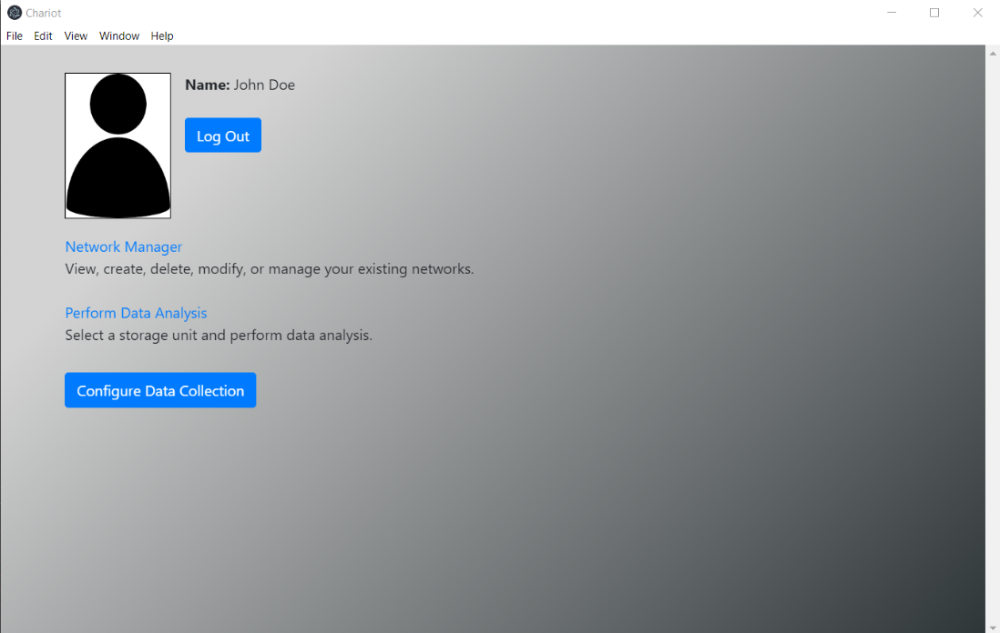 Chariot
File Edit View Window Help
Name: John Doe
Log Out
Network Manager
View, create, delete, modify, or manage your existing networks.
Perform Data Analysis
Select a storage unit and perform data analysis.
Configure Data Collection